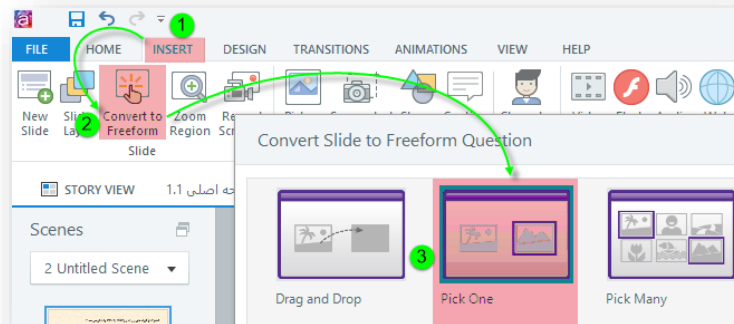 1
FILE HOME INSERT DESIGN TRANSITIONS ANIMATIONS VIEW HELP
2
New Slide
Convert to Freeform
Zoom Region
Slide
Convert Slide to Freeform Question
STORY VIEW
1.1 صفحه اصلی
Scenes
2 Untitled Scene
3
Drag and Drop
Pick One
Pick Many